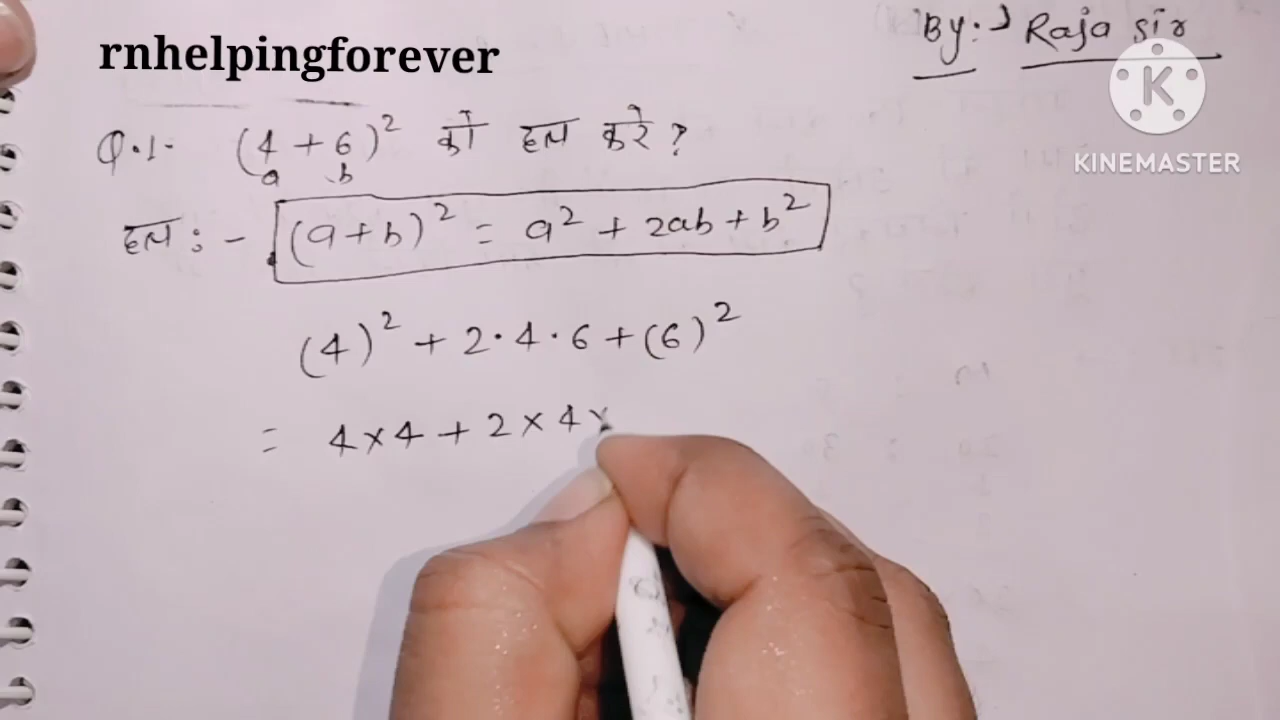 rnhelpingforever
By:- Raja sir
KINEMASTER
Q.1- (4 + 6)² को हल करे ?
a b
हल :- (a + b)² = a² + 2ab + b²
(4)² + 2·4·6 + (6)²
= 4×4 + 2×4×